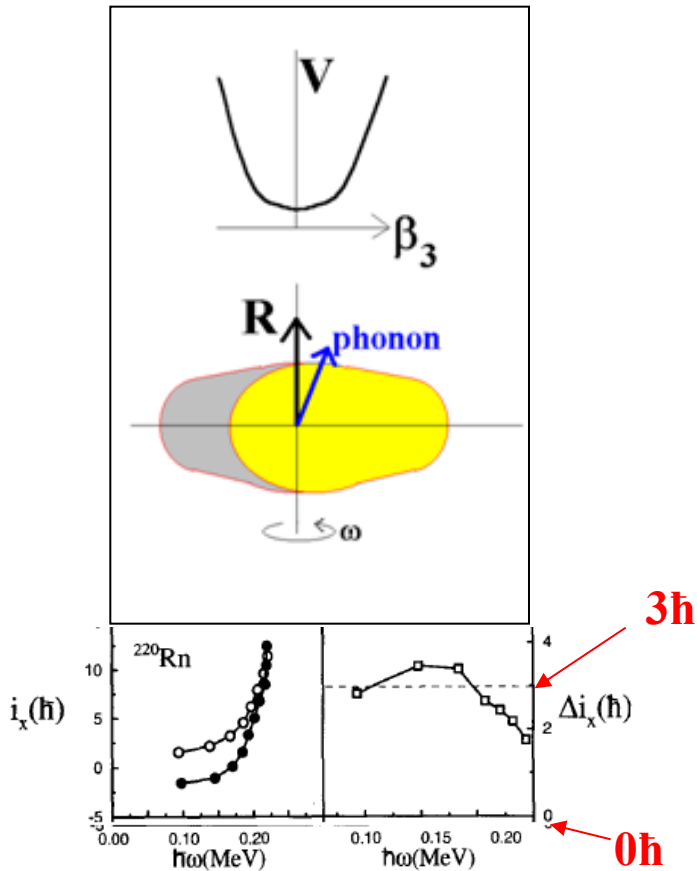 V
β₃
R
phonon
ω
3ħ
²²⁰Rn
10
5
0
-5
iₓ(ħ)
0.00 0.10 0.20
ħω(MeV)
4
2
0
Δiₓ(ħ)
0.10 0.15 0.20
ħω(MeV)
0ħ